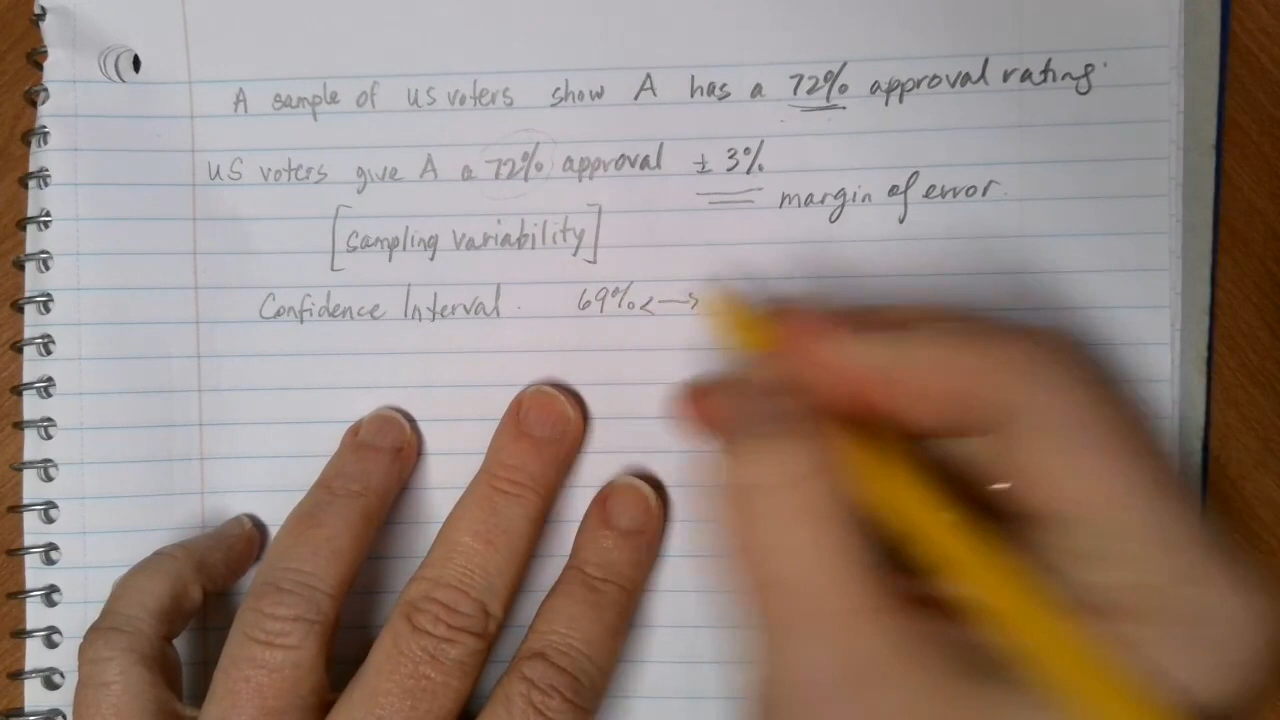 A sample of US voters show A has a 72% approval rating.
US voters give A a 72% approval ± 3%
margin of error.
[sampling variability]
Confidence Interval. 69% <—>